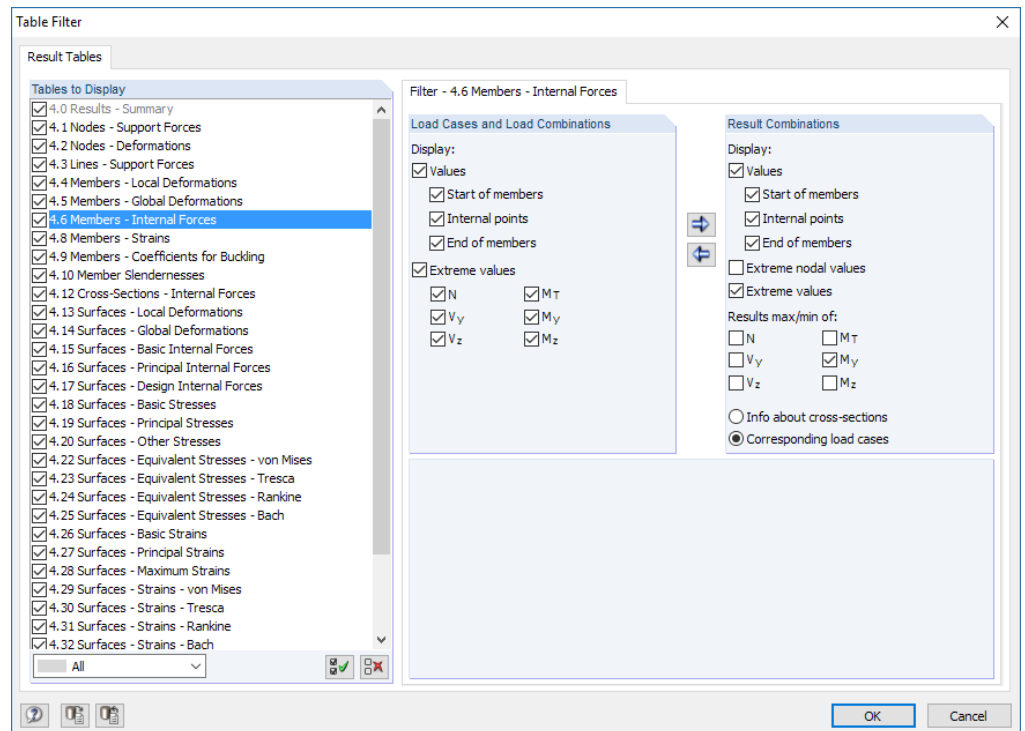 Table Filter
Result Tables
Tables to Display
4.0 Results - Summary
4.1 Nodes - Support Forces
4.2 Nodes - Deformations
4.3 Lines - Support Forces
4.4 Members - Local Deformations
4.5 Members - Global Deformations
4.6 Members - Internal Forces
4.8 Members - Strains
4.9 Members - Coefficients for Buckling
4.10 Member Slendernesses
4.12 Cross-Sections - Internal Forces
4.13 Surfaces - Local Deformations
4.14 Surfaces - Global Deformations
4.15 Surfaces - Basic Internal Forces
4.16 Surfaces - Principal Internal Forces
4.17 Surfaces - Design Internal Forces
4.18 Surfaces - Basic Stresses
4.19 Surfaces - Principal Stresses
4.20 Surfaces - Other Stresses
4.22 Surfaces - Equivalent Stresses - von Mises
4.23 Surfaces - Equivalent Stresses - Tresca
4.24 Surfaces - Equivalent Stresses - Rankine
4.25 Surfaces - Equivalent Stresses - Bach
4.26 Surfaces - Basic Strains
4.27 Surfaces - Principal Strains
4.28 Surfaces - Maximum Strains
4.29 Surfaces - Strains - von Mises
4.30 Surfaces - Strains - Tresca
4.31 Surfaces - Strains - Rankine
4.32 Surfaces - Strains - Bach
All
Filter - 4.6 Members - Internal Forces
Load Cases and Load Combinations
Display:
Values
Start of members
Internal points
End of members
Extreme values
N MT
Vy My
Vz Mz
Result Combinations
Display:
Values
Start of members
Internal points
End of members
Extreme nodal values
Extreme values
Results max/min of:
N MT
Vy My
Vz Mz
Info about cross-sections
Corresponding load cases
OK Cancel